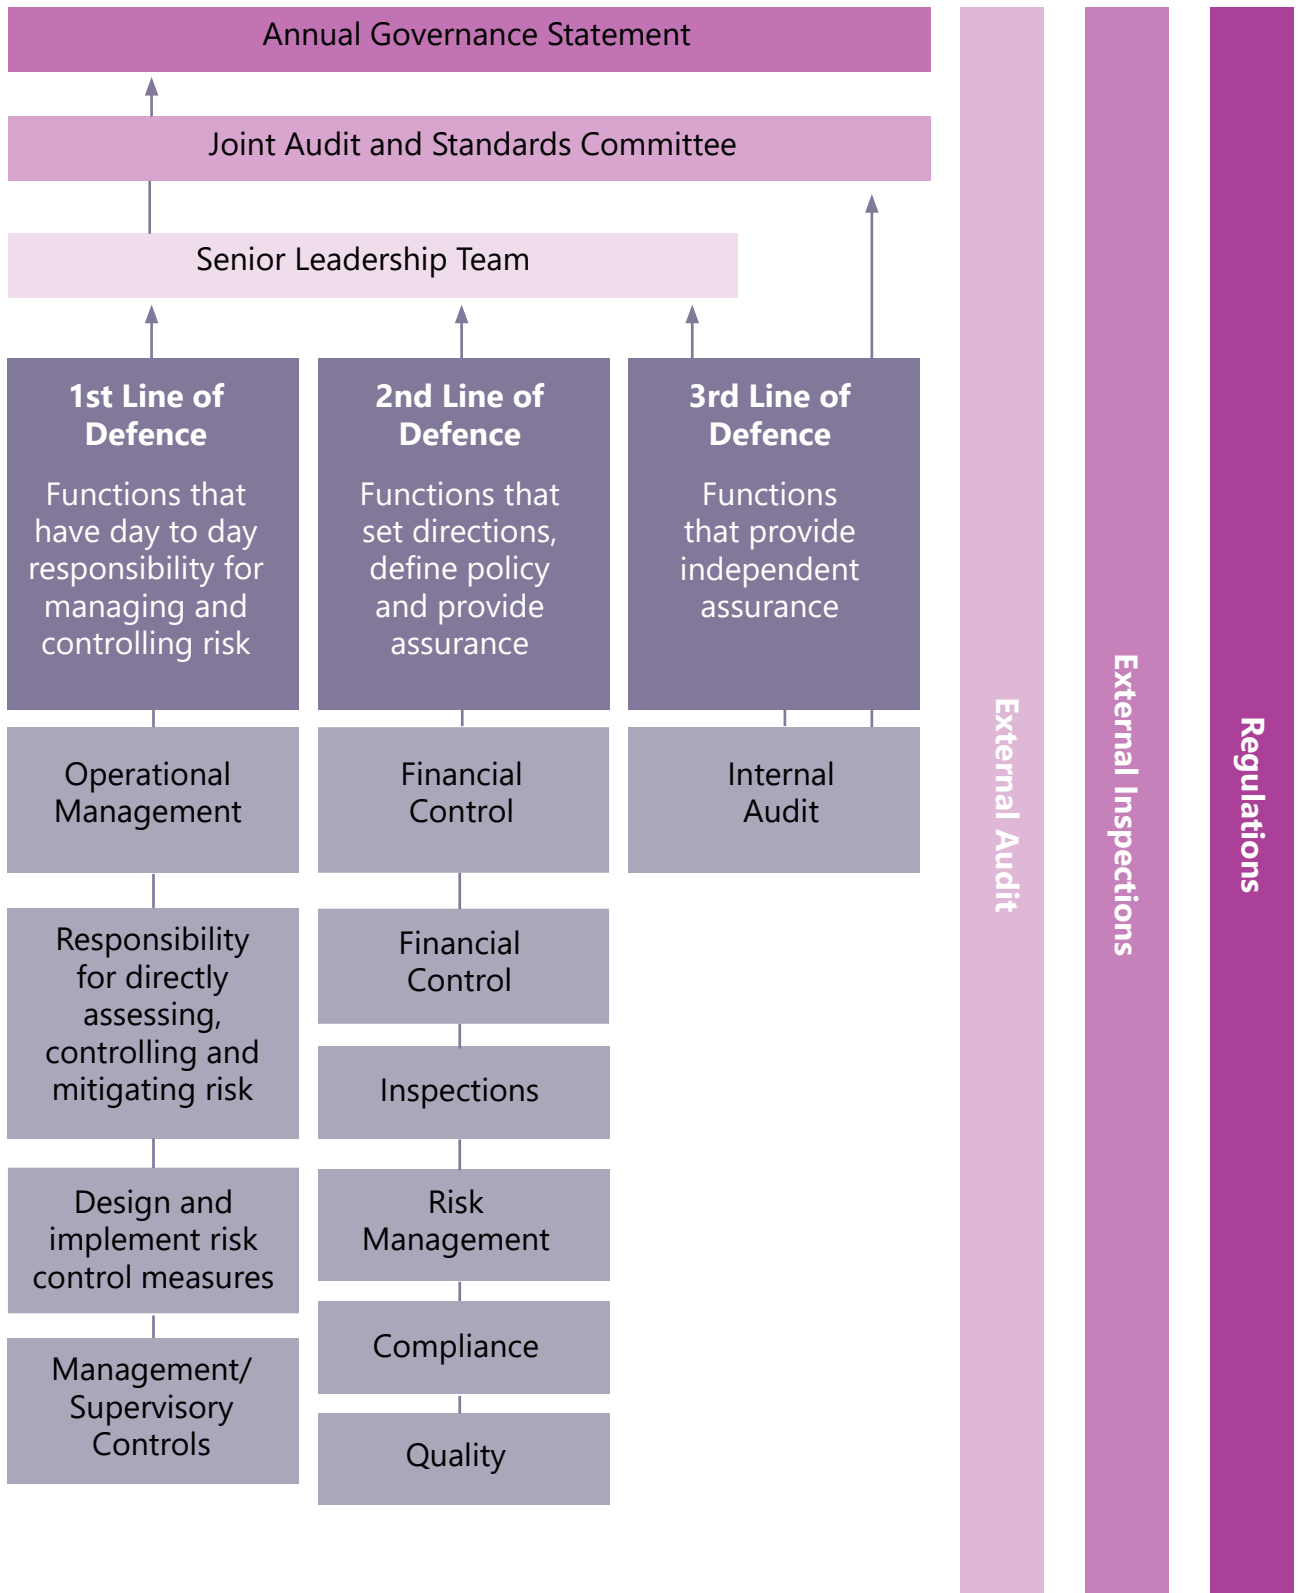 Annual Governance Statement
Joint Audit and Standards Committee
Senior Leadership Team
1st Line of
Defence
Functions that
have day to day
responsibility for
managing and
controlling risk
Operational
Management
Responsibility
for directly
assessing,
controlling and
mitigating risk
Design and
implement risk
control measures
Management/
Supervisory
Controls
2nd Line of
Defence
Functions that
set directions,
define policy
and provide
assurance
Financial
Control
Financial
Control
Inspections
Risk
Management
Compliance
Quality
3rd Line of
Defence
Functions
that provide
independent
assurance
Internal
Audit
External Audit
External Inspections
Regulations